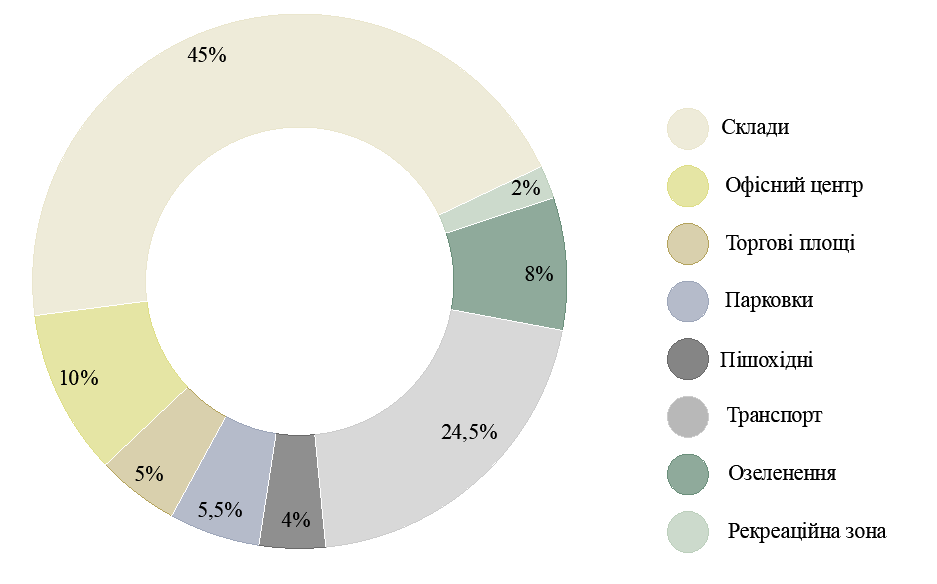 45%
2%
8%
10%
24,5%
5%
5,5%
4%
Склади
Офісний центр
Торгові площі
Парковки
Пішохідні
Транспорт
Озеленення
Рекреаційна зона